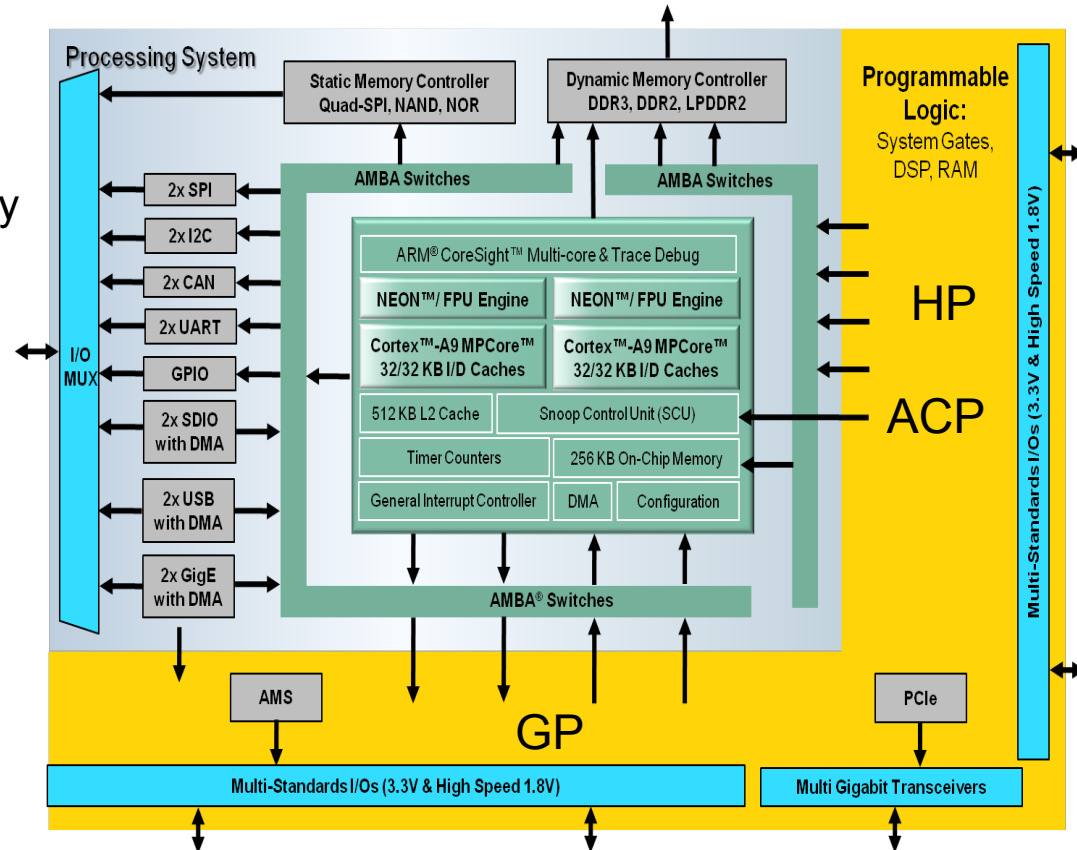 Processing System
Static Memory Controller
Quad-SPI, NAND, NOR
Dynamic Memory Controller
DDR3, DDR2, LPDDR2
Programmable
Logic:
System Gates,
DSP, RAM
AMBA Switches
AMBA Switches
y
2x SPI
2x I2C
2x CAN
2x UART
GPIO
2x SDIO
with DMA
2x USB
with DMA
2x GigE
with DMA
I/O
MUX
ARM® CoreSight™ Multi-core & Trace Debug
NEON™/ FPU Engine
NEON™/ FPU Engine
Cortex™-A9 MPCore™
32/32 KB I/D Caches
Cortex™-A9 MPCore™
32/32 KB I/D Caches
512 KB L2 Cache
Snoop Control Unit (SCU)
Timer Counters
256 KB On-Chip Memory
General Interrupt Controller
DMA
Configuration
AMBA® Switches
HP
ACP
GP
Multi-Standards I/Os (3.3V & High Speed 1.8V)
AMS
PCIe
Multi-Standards I/Os (3.3V & High Speed 1.8V)
Multi Gigabit Transceivers